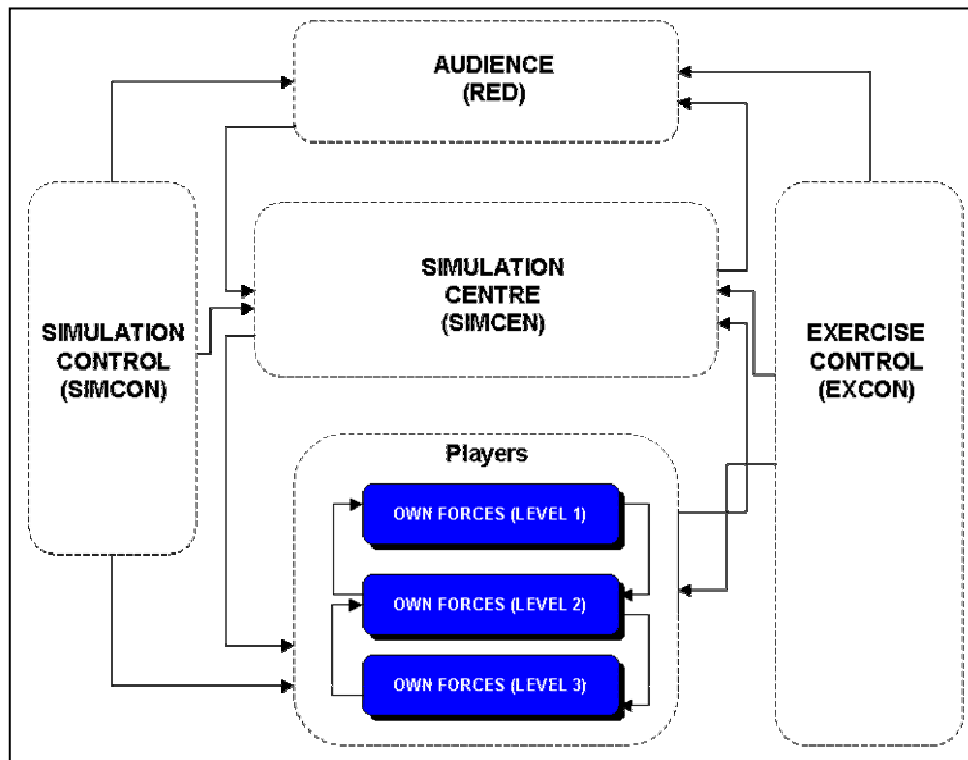 AUDIENCE
(RED)
SIMULATION
CONTROL
(SIMCON)
SIMULATION
CENTRE
(SIMCEN)
EXERCISE
CONTROL
(EXCON)
Players
OWN FORCES (LEVEL 1)
OWN FORCES (LEVEL 2)
OWN FORCES (LEVEL 3)